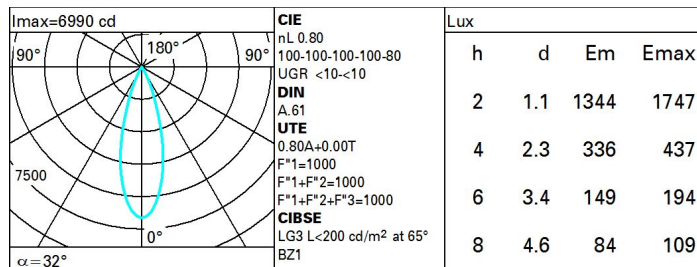 Imax=6990 cd
90° 180° 90°
7500
0°
α=32°
CIE
nL 0.80
100-100-100-100-80
UGR <10-<10
DIN
A.61
UTE
0.80A+0.00T
F"1=1000
F"1+F"2=1000
F"1+F"2+F"3=1000
CIBSE
LG3 L<200 cd/m² at 65°
BZ1
Lux
h d Em Emax
2 1.1 1344 1747
4 2.3 336 437
6 3.4 149 194
8 4.6 84 109